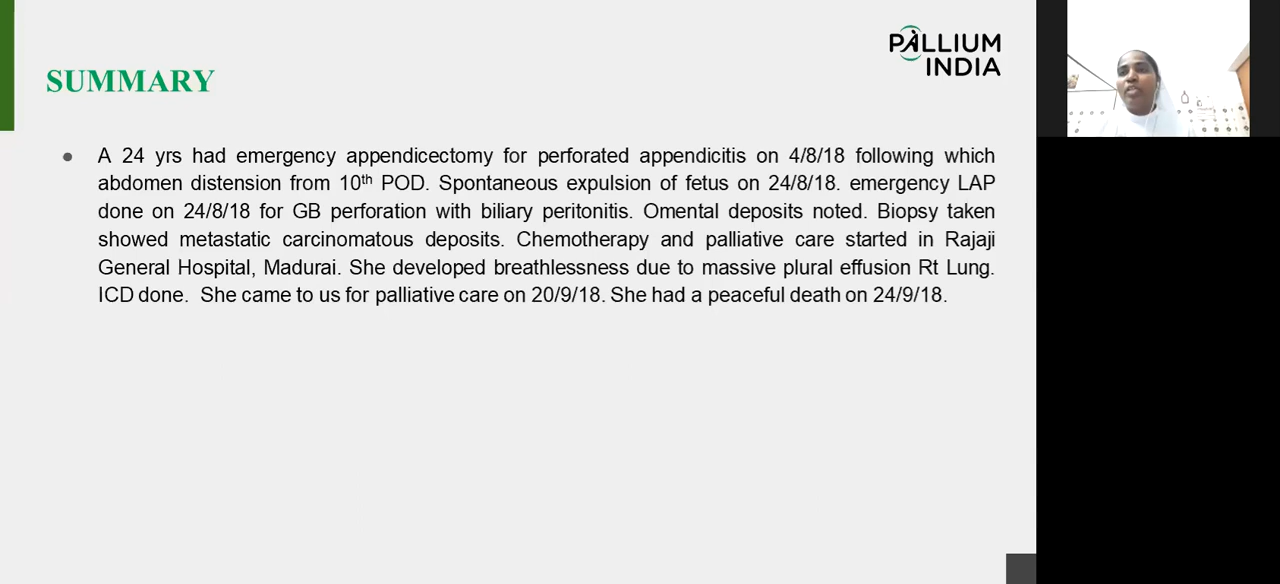 PALLIUM
INDIA
SUMMARY
● A 24 yrs had emergency appendicectomy for perforated appendicitis on 4/8/18 following which
abdomen distension from 10th POD. Spontaneous expulsion of fetus on 24/8/18. emergency LAP
done on 24/8/18 for GB perforation with biliary peritonitis. Omental deposits noted. Biopsy taken
showed metastatic carcinomatous deposits. Chemotherapy and palliative care started in Rajaji
General Hospital, Madurai. She developed breathlessness due to massive plural effusion Rt Lung.
ICD done. She came to us for palliative care on 20/9/18. She had a peaceful death on 24/9/18.